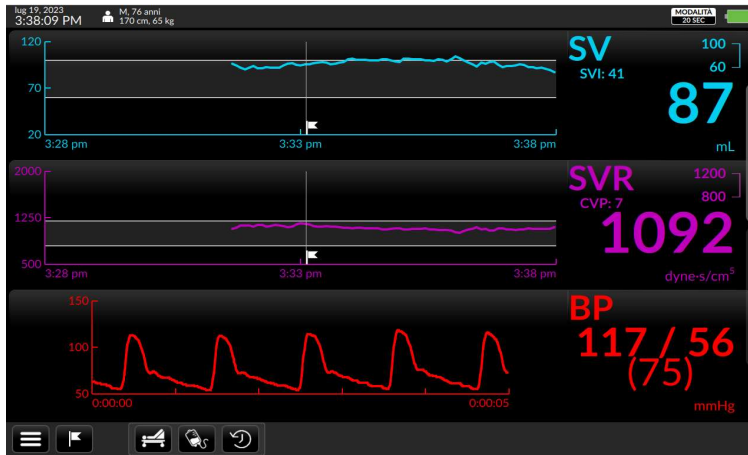 lug 19, 2023
3:38:09 PM
M, 76 anni
170 cm, 65 kg
MODALITÀ
20 SEC
120
70
20
3:28 pm
3:33 pm
3:38 pm
SV
SVI: 41
100
60
87
mL
2000
1250
500
3:28 pm
3:33 pm
3:38 pm
SVR
CVP: 7
1200
800
1092
dyne-s/cm⁵
150
100
50
0:00:00
0:00:05
BP
117 / 56
(75)
mmHg